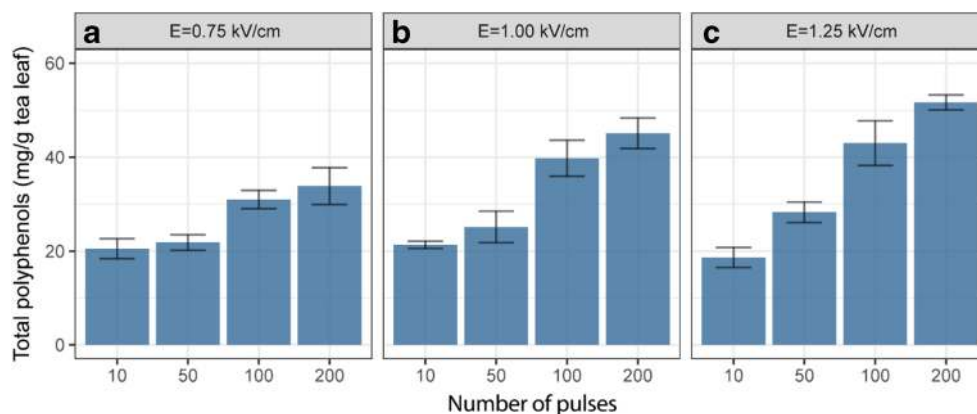 a E=0.75 kV/cm
b E=1.00 kV/cm
c E=1.25 kV/cm
Total polyphenols (mg/g tea leaf)
60
40
20
0
10 50 100 200
10 50 100 200
10 50 100 200
Number of pulses